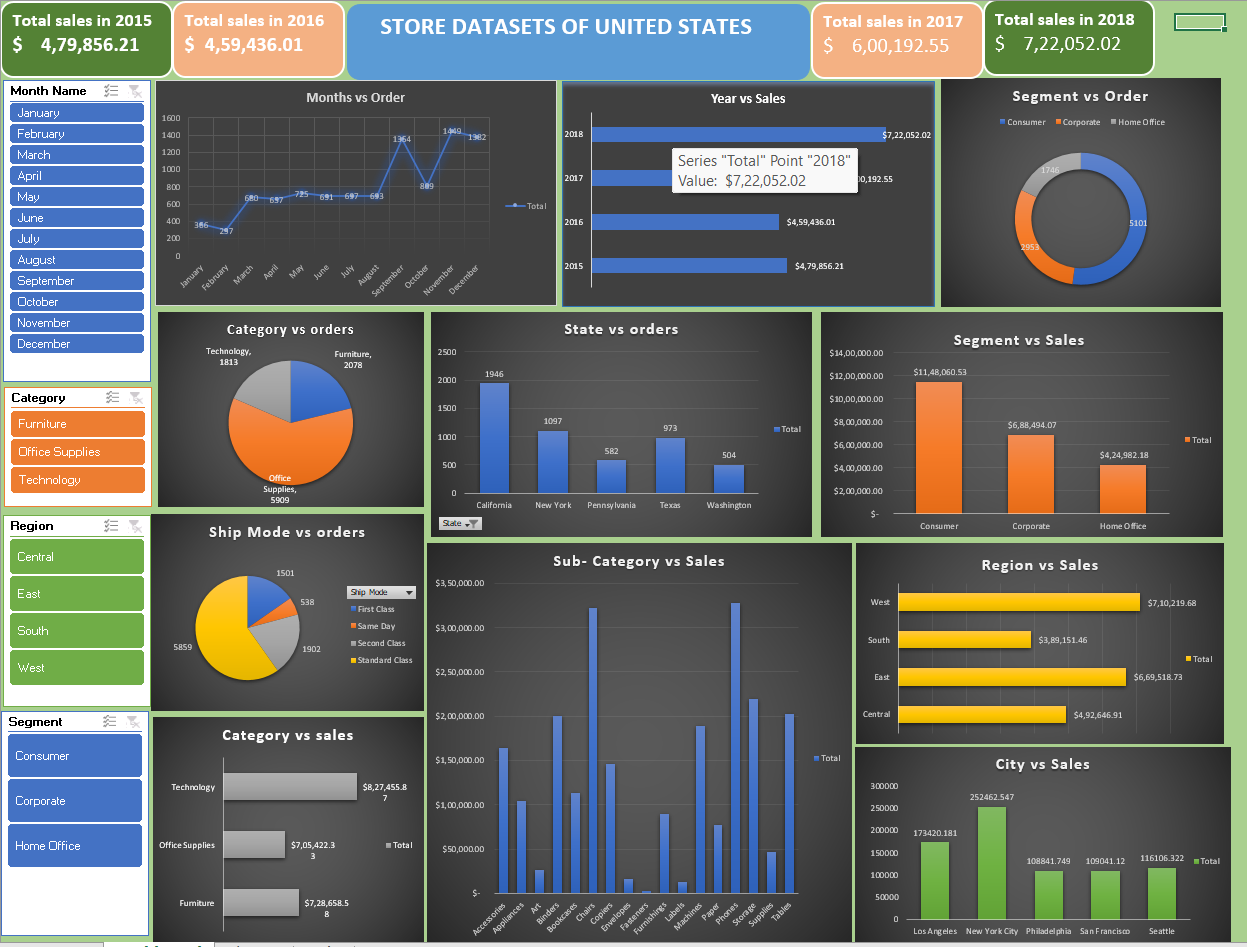 Total sales in 2015
$ 4,79,856.21
Total sales in 2016
$ 4,59,436.01
STORE DATASETS OF UNITED STATES
Total sales in 2017
$ 6,00,192.55
Total sales in 2018
$ 7,22,052.02
Month Name
January
February
March
April
May
June
July
August
September
October
November
December
Category
Furniture
Office Supplies
Technology
Region
Central
East
South
West
Segment
Consumer
Corporate
Home Office
Months vs Order
1600
1400
1200
1000
800
600
400
200
0
366
297
680
657
725
691
697
693
1354
809
1449
1382
January
February
March
April
May
June
July
August
September
October
November
December
Total
Year vs Sales
2018
$7,22,052.02
Series "Total" Point "2018"
Value: $7,22,052.02
2017
00,192.55
2016
$4,59,436.01
2015
$4,79,856.21
Segment vs Order
Consumer
Corporate
Home Office
1746
5101
2953
Category vs orders
Technology,
1813
Furniture,
2078
Office
Supplies,
5909
State vs orders
2500
2000
1500
1000
500
0
1946
1097
582
973
504
California
New York
Pennsylvania
Texas
Washington
Total
State
Segment vs Sales
$14,00,000.00
$12,00,000.00
$10,00,000.00
$8,00,000.00
$6,00,000.00
$4,00,000.00
$2,00,000.00
$-
$11,48,060.53
$6,88,494.07
$4,24,982.18
Consumer
Corporate
Home Office
Total
Ship Mode vs orders
1501
538
1902
5859
Ship Mode
First Class
Same Day
Second Class
Standard Class
Sub- Category vs Sales
$3,50,000.00
$3,00,000.00
$2,50,000.00
$2,00,000.00
$1,50,000.00
$1,00,000.00
$50,000.00
$-
Accessories
Appliances
Art
Binders
Bookcases
Chairs
Copiers
Envelopes
Fasteners
Furnishings
Labels
Machines
Paper
Phones
Storage
Supplies
Tables
Total
Region vs Sales
West
$7,10,219.68
South
$3,89,151.46
East
$6,69,518.73
Central
$4,92,646.91
Total
Category vs sales
Technology
$8,27,455.8
7
Office Supplies
$7,05,422.3
3
Furniture
$7,28,658.5
8
Total
City vs Sales
300000
250000
200000
150000
100000
50000
0
173420.181
252462.547
108841.749
109041.12
116106.322
Los Angeles
New York City
Philadelphia
San Francisco
Seattle
Total